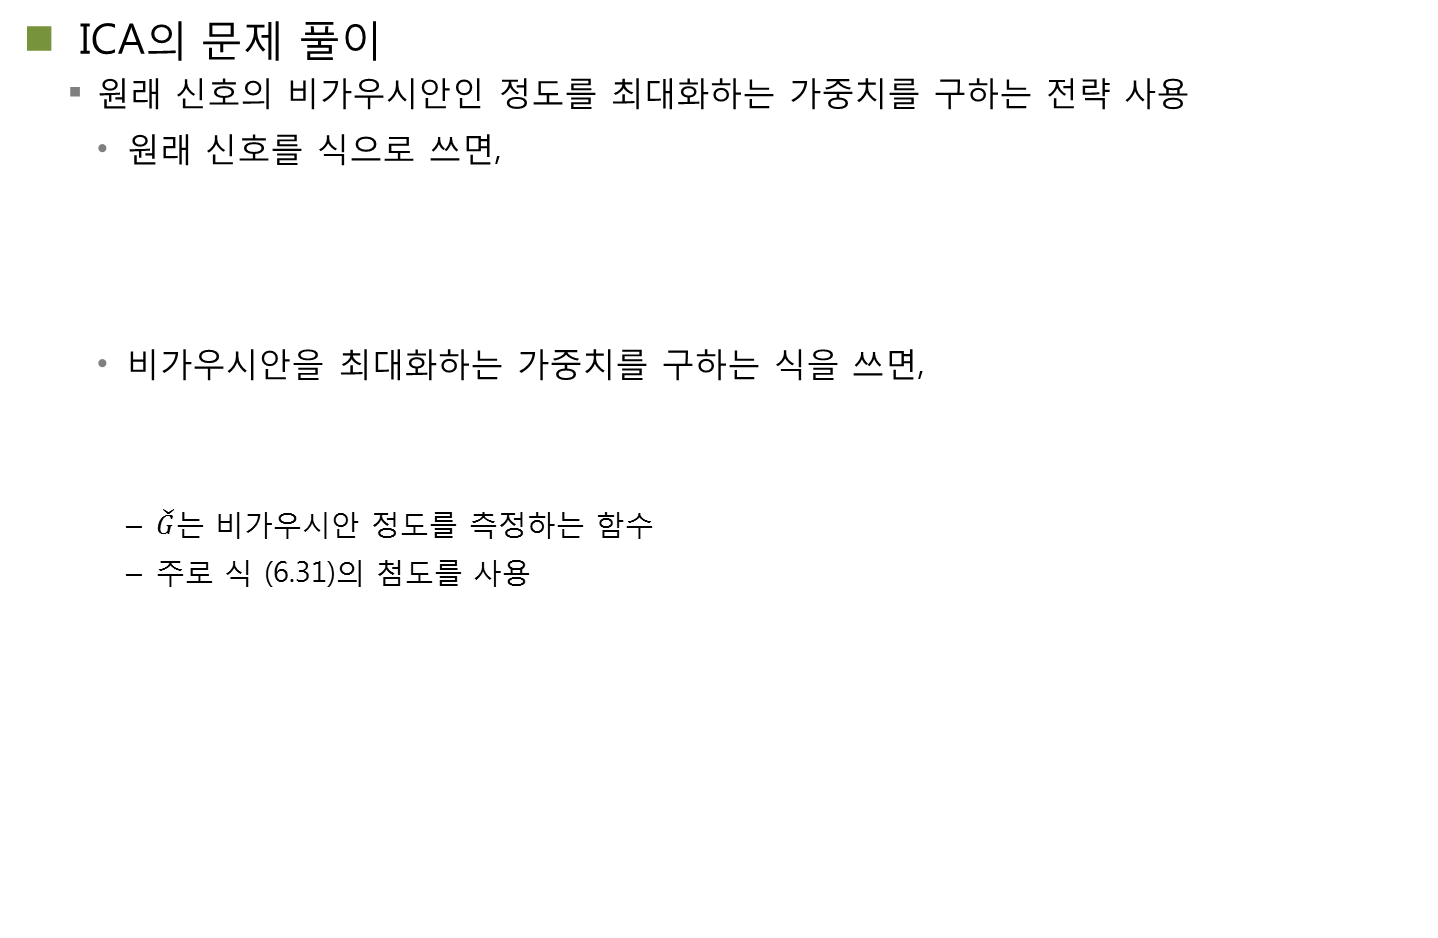 ICA의 문제 풀이
원래 신호의 비가우시안인 정도를 최대화하는 가중치를 구하는 전략 사용
• 원래 신호를 식으로 쓰면,
• 비가우시안을 최대화하는 가중치를 구하는 식을 쓰면,
– Ǧ는 비가우시안 정도를 측정하는 함수
– 주로 식 (6.31)의 첨도를 사용